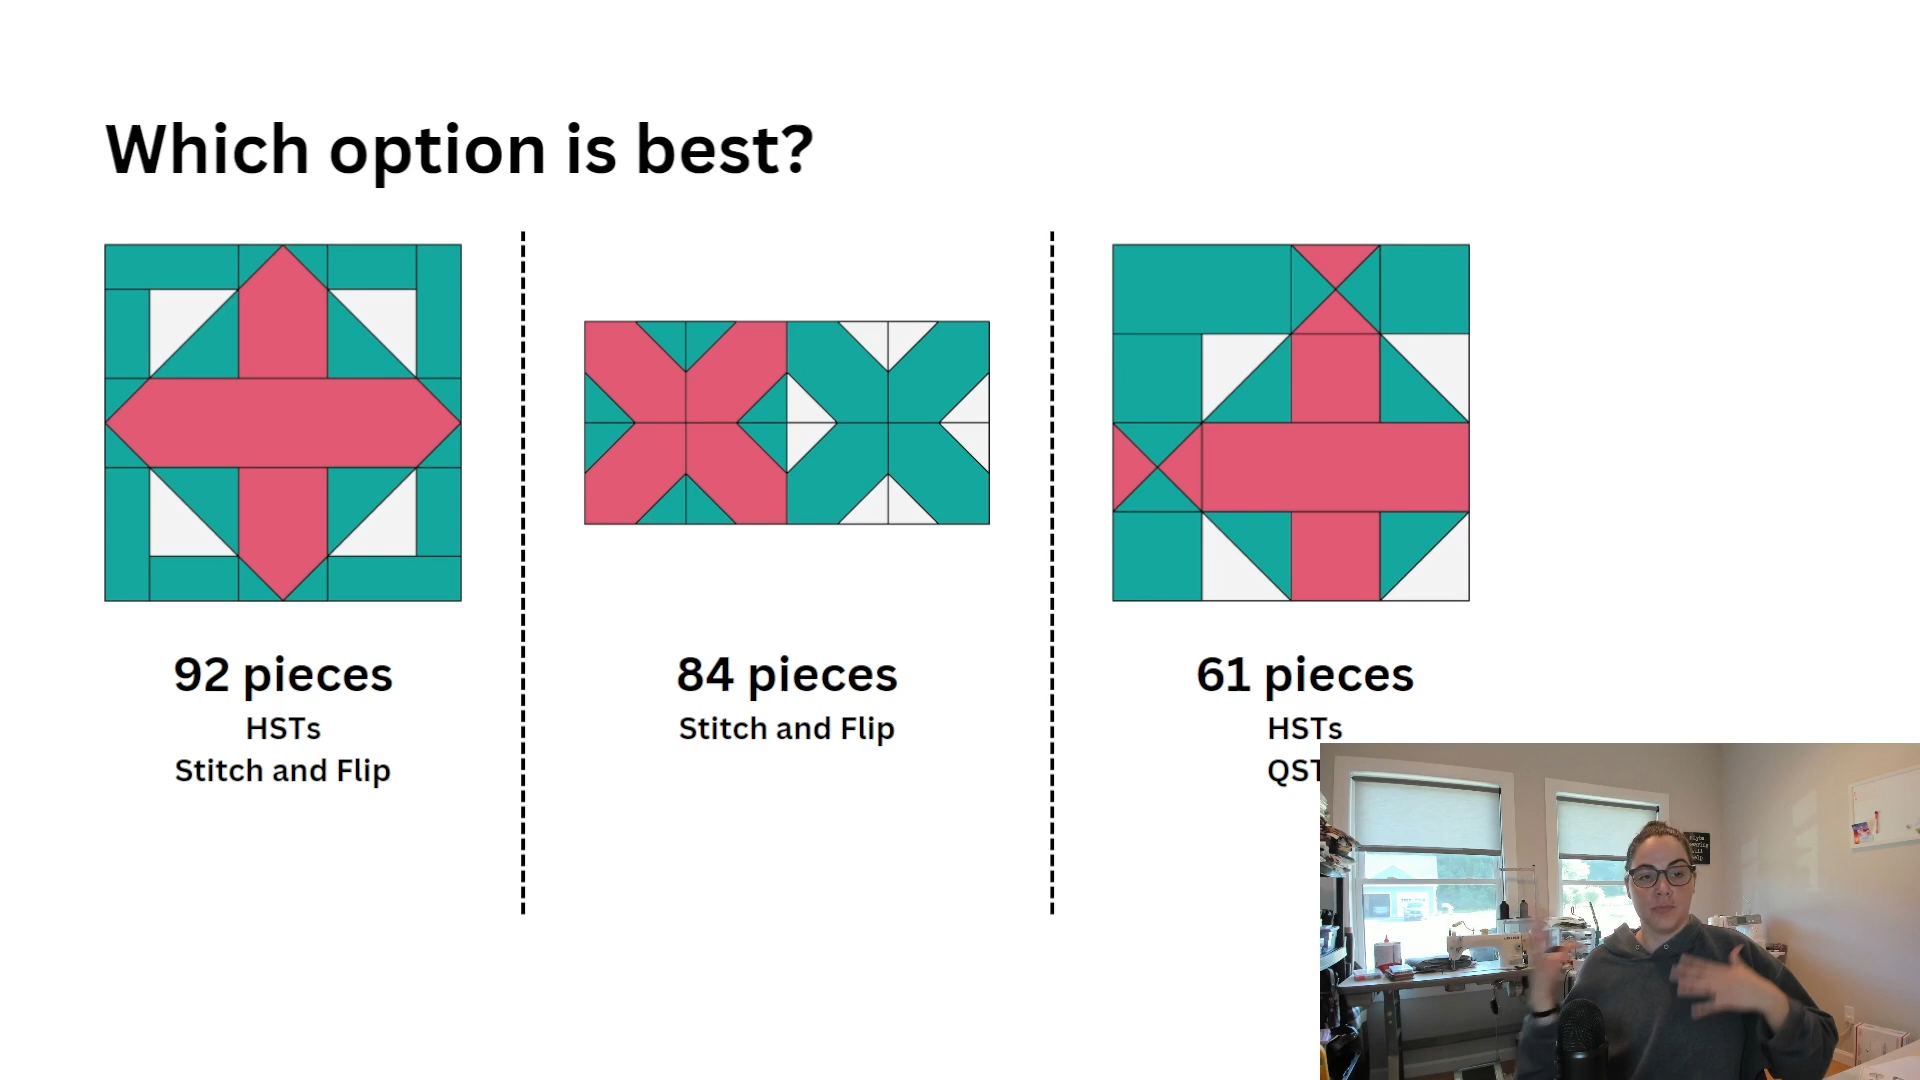 Which option is best?
92 pieces
HSTs
Stitch and Flip
84 pieces
Stitch and Flip
61 pieces
HSTs